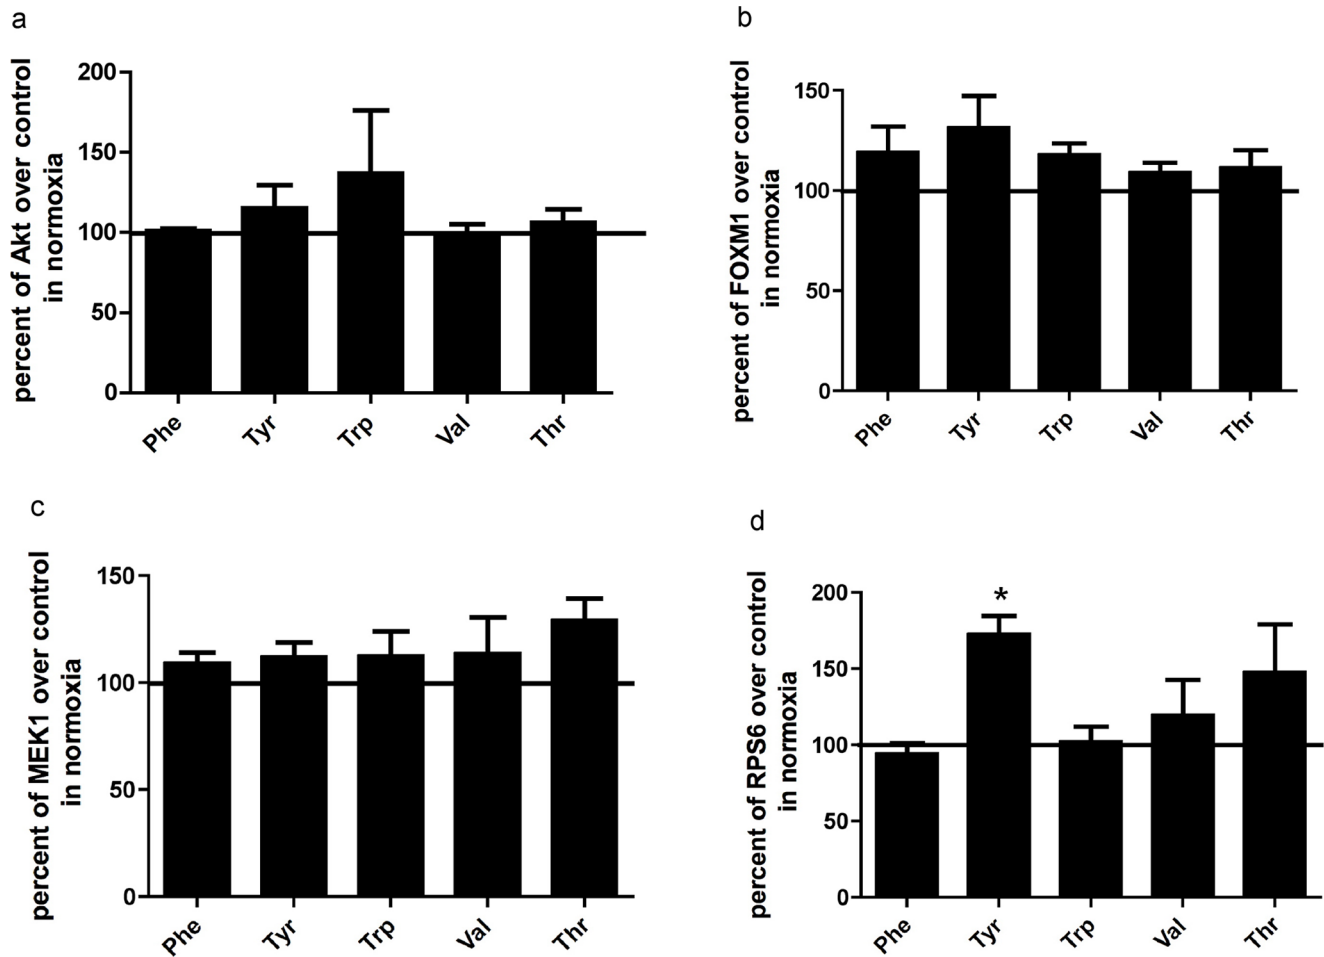 a
percent of Akt over control
in normoxia
200
150
100
50
0
Phe
Tyr
Trp
Val
Thr
b
percent of FOXM1 over control
in normoxia
150
100
50
0
Phe
Tyr
Trp
Val
Thr
c
percent of MEK1 over control
in normoxia
150
100
50
0
Phe
Tyr
Trp
Val
Thr
d
percent of RPS6 over control
in normoxia
200
150
100
50
0
*
Phe
Tyr
Trp
Val
Thr